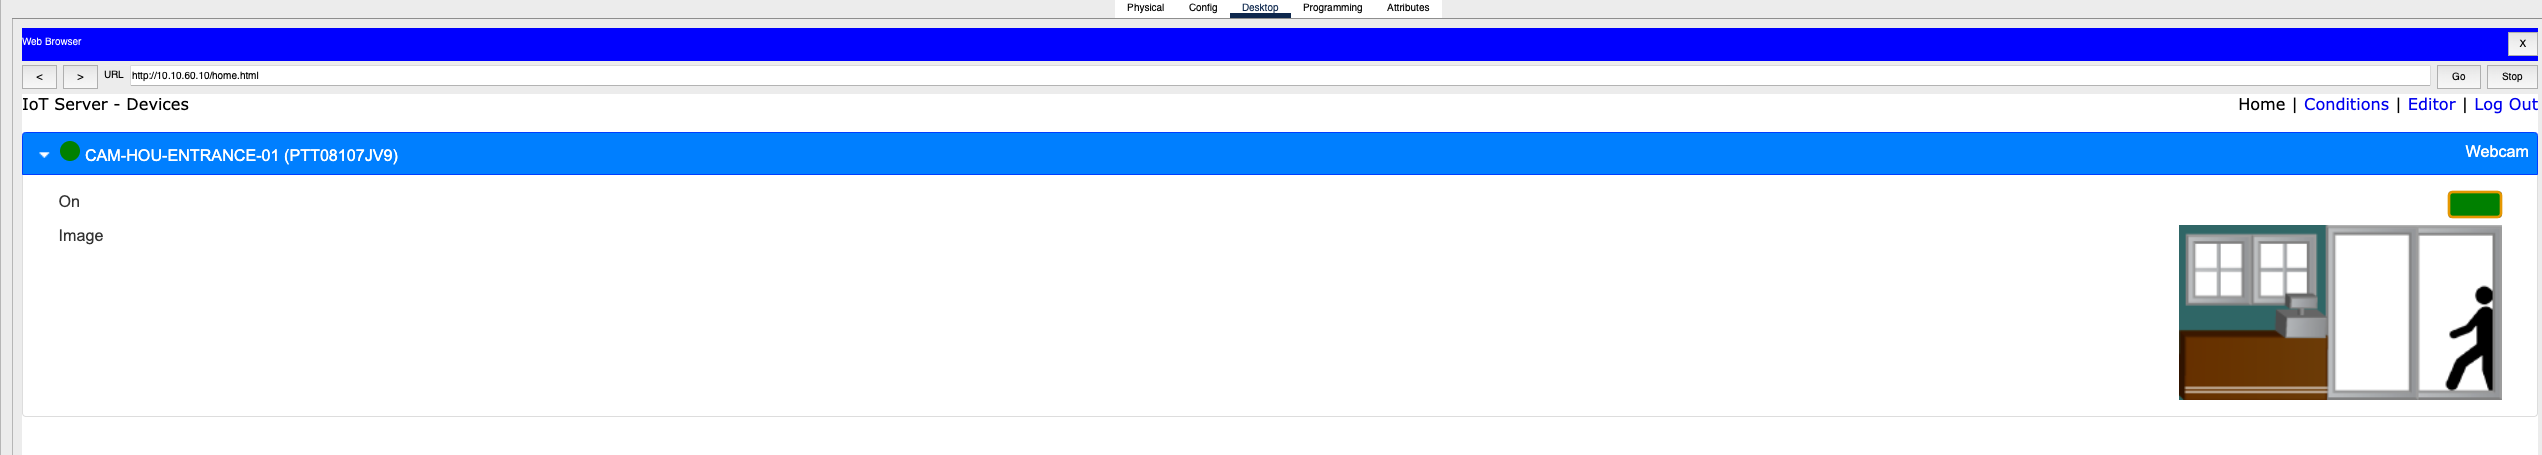 Physical Config Desktop Programming Attributes
Web Browser X
< > URL http://10.10.60.10/home.html Go Stop
IoT Server - Devices Home | Conditions | Editor | Log Out
CAM-HOU-ENTRANCE-01 (PTT08107JV9) Webcam
On
Image